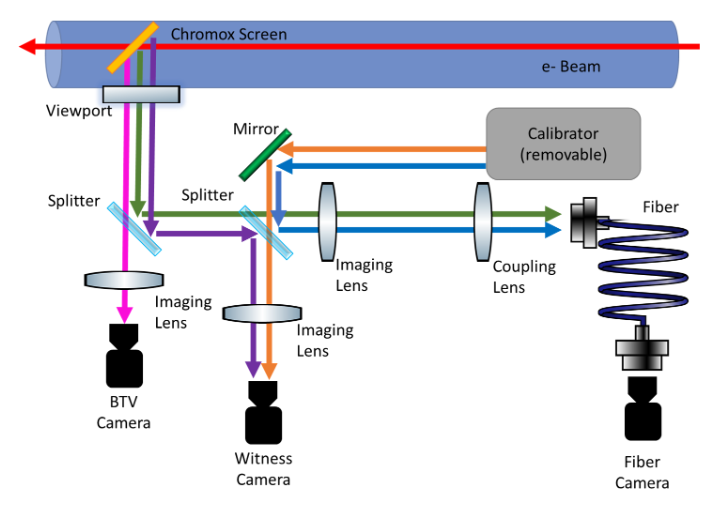 Chromox Screen
e- Beam
Viewport
Mirror
Calibrator
(removable)
Splitter
Splitter
Fiber
Imaging
Lens
Coupling
Lens
Imaging
Lens
Imaging
Lens
BTV
Camera
Witness
Camera
Fiber
Camera